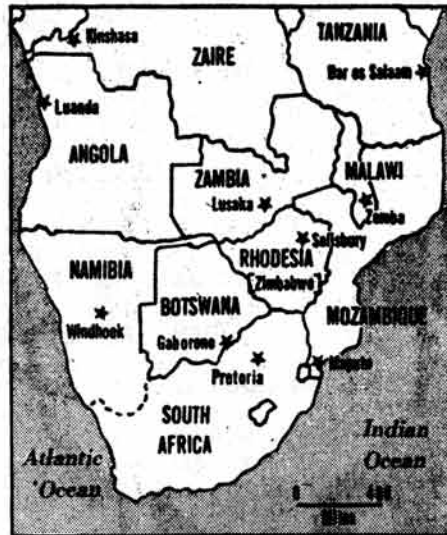 Kinshasa
ZAIRE
TANZANIA
Dar es Salaam
Luanda
ANGOLA
ZAMBIA
Lusaka
MALAWI
Zomba
Salisbury
RHODESIA
[Zimbabwe]
NAMIBIA
Windhoek
BOTSWANA
Gaborone
MOZAMBIQUE
Maputo
Pretoria
SOUTH
AFRICA
Atlantic
Ocean
Indian
Ocean
0 400
Miles